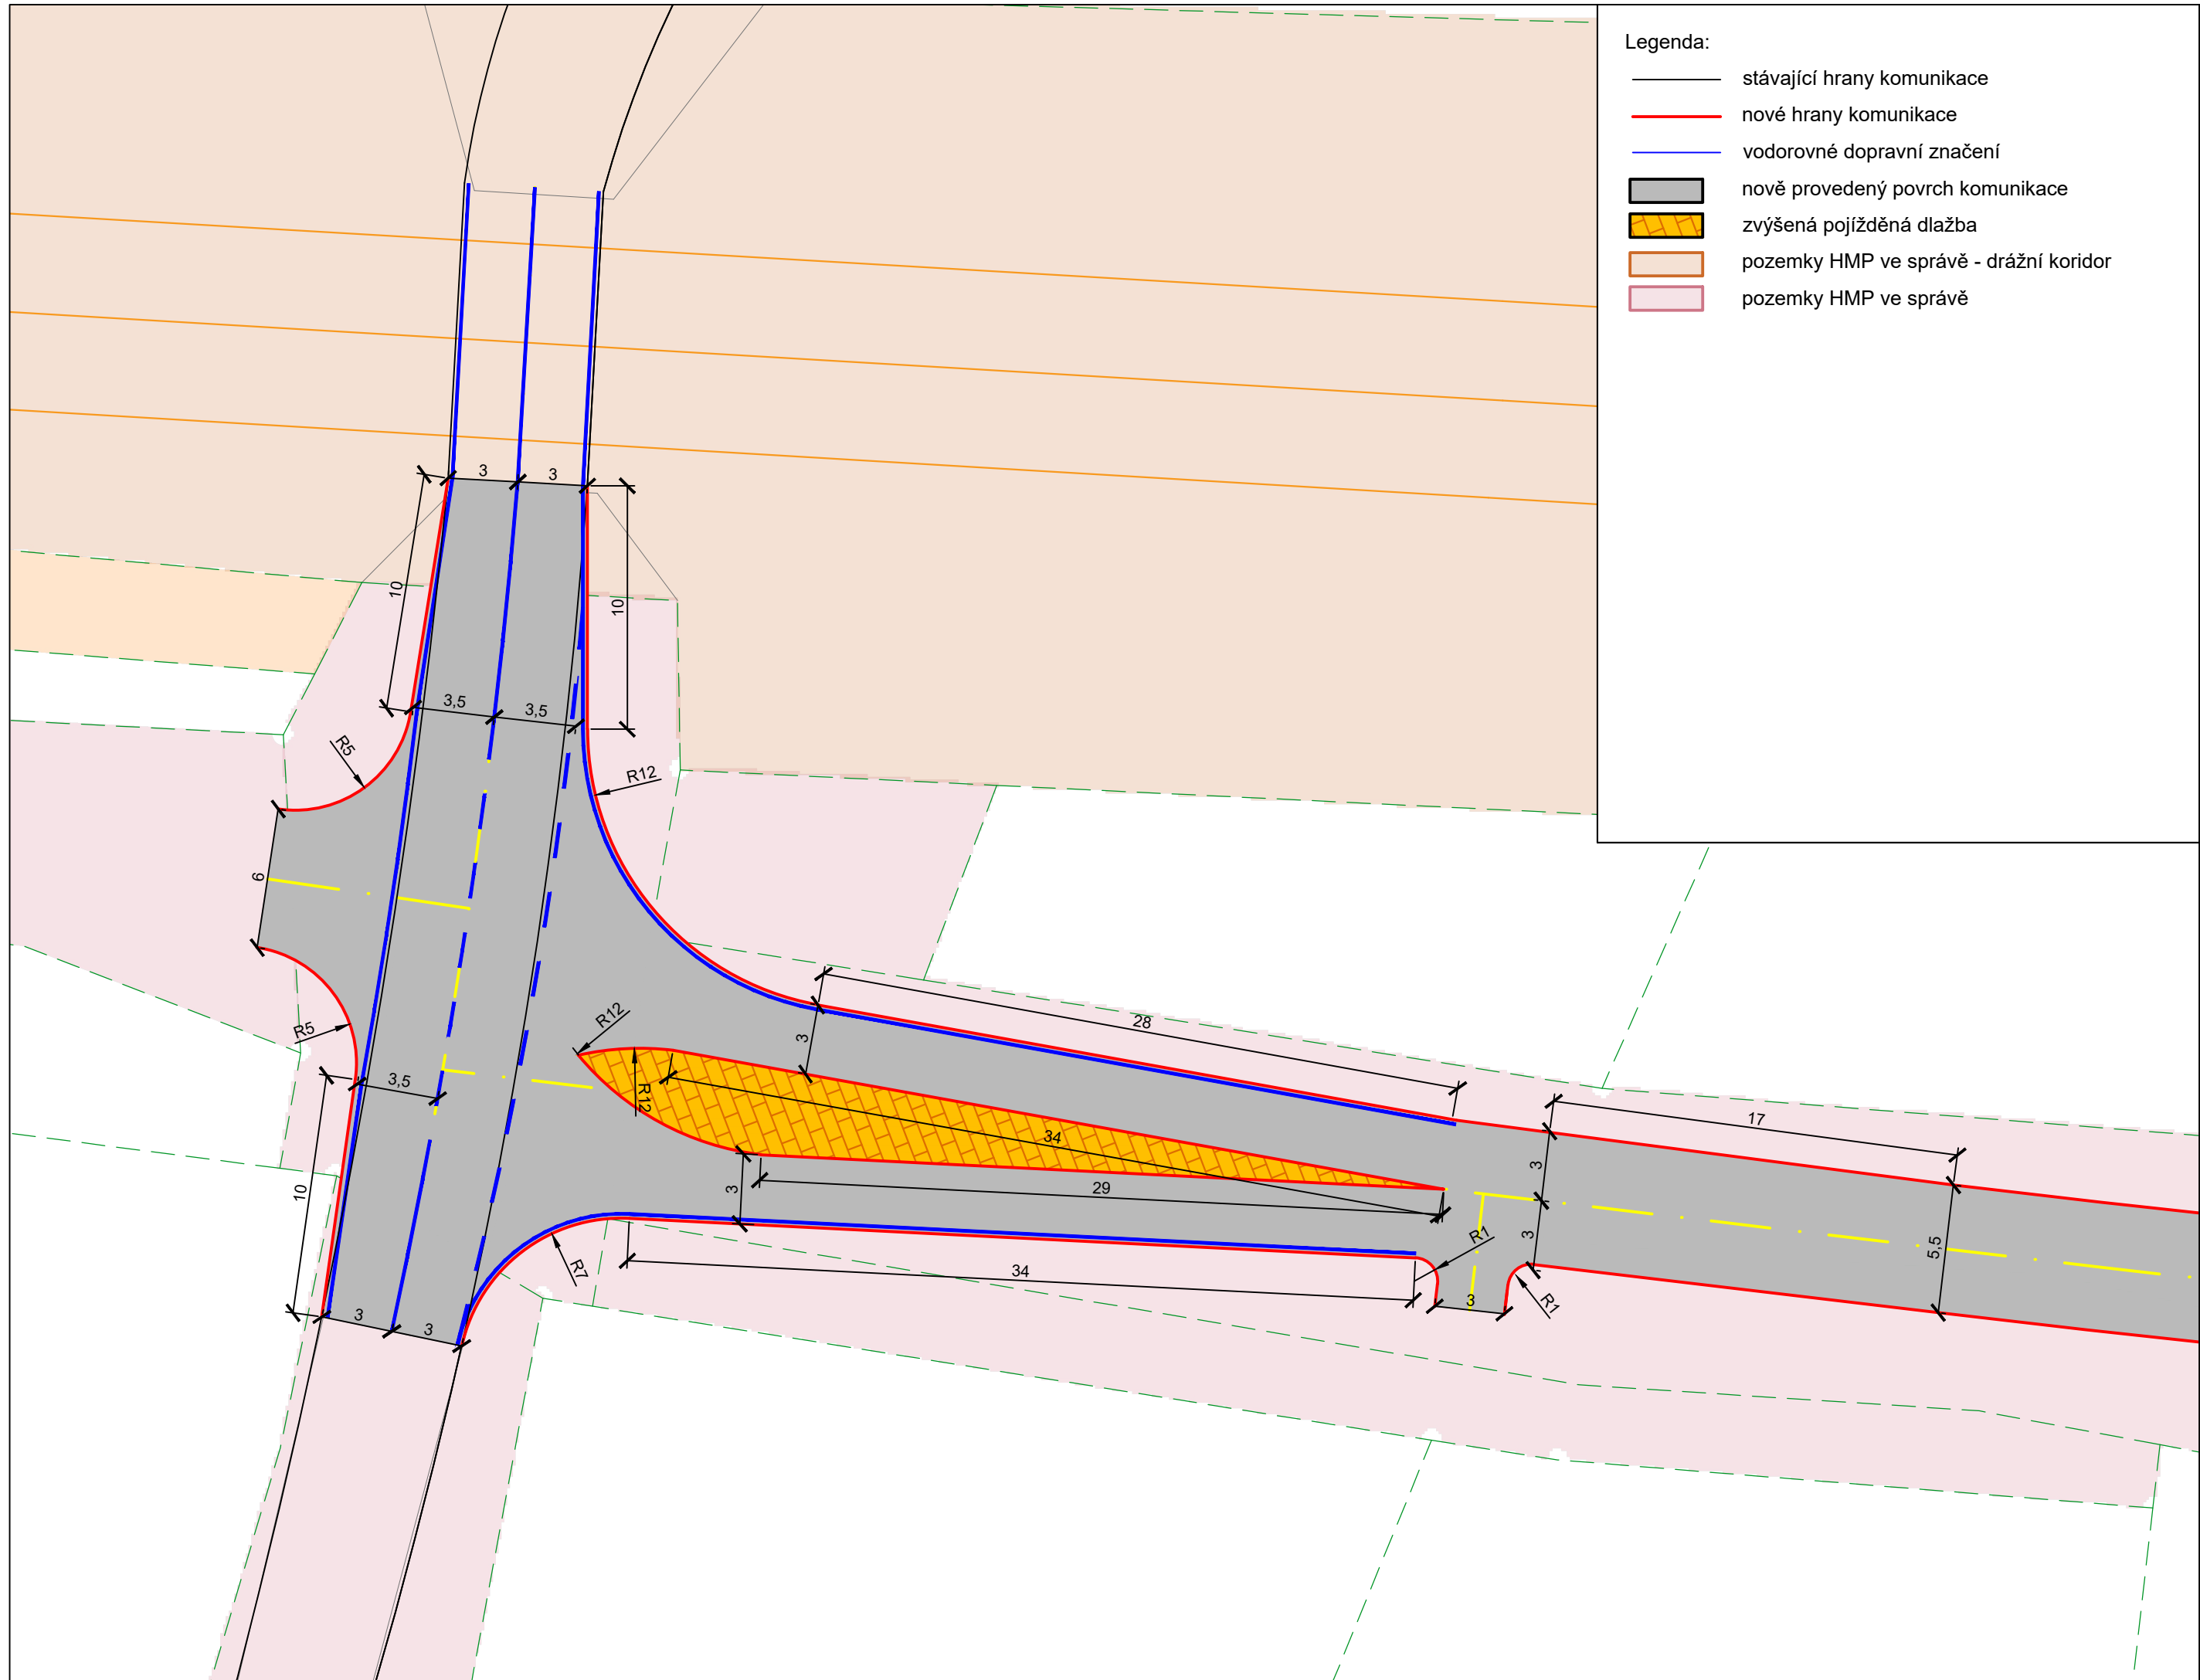 Legenda:
stávající hrany komunikace
nové hrany komunikace
vodorovné dopravní značení
nově provedený povrch komunikace
zvýšená pojížděná dlažba
pozemky HMP ve správě - drážní koridor
pozemky HMP ve správě
3
3
10
10
3,5
3,5
R5
R12
6
28
R12
R5
3
3,5
R12
17
34
3
10
3
29
3
R1
5,5
R7
34
3
R1
3
3